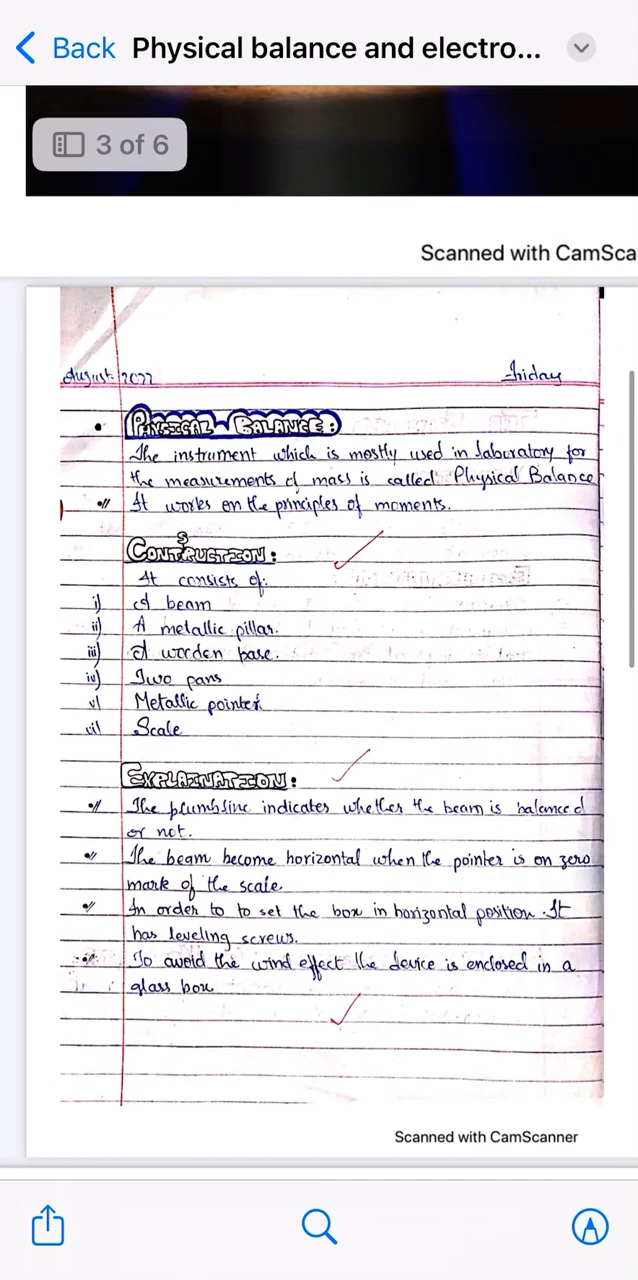 Back Physical balance and electro...
3 of 6
Scanned with CamSca
August 2022 Friday
• PHYSICAL BALANCE:
The instrument which is mostly used in laboratory for
the measurements of mass is called Physical Balance
It works on the principles of moments.
CONTSRUCTION:
It consists of:
i) A beam
ii) A metallic pillar.
iii) A worden base.
iv) Two pans
v) Metallic pointer
vi) Scale
EXPLAINATION:
The plumbline indicates whether the beam is balanced
or not.
The beam become horizontal when the pointer is on zero
mark of the scale.
In order to to set the box in horizontal position. It
has leveling screws.
To avoid the wind effect the device is enclosed in a
glass box
Scanned with CamScanner